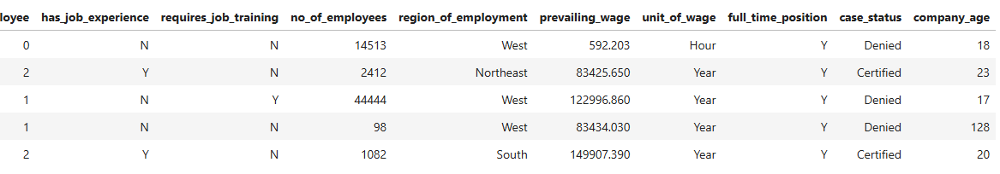 loyee has_job_experience requires_job_training no_of_employees region_of_employment prevailing_wage unit_of_wage full_time_position case_status company_age
0 N N 14513 West 592.203 Hour Y Denied 18
2 Y N 2412 Northeast 83425.650 Year Y Certified 23
1 N Y 44444 West 122996.860 Year Y Denied 17
1 N N 98 West 83434.030 Year Y Denied 128
2 Y N 1082 South 149907.390 Year Y Certified 20